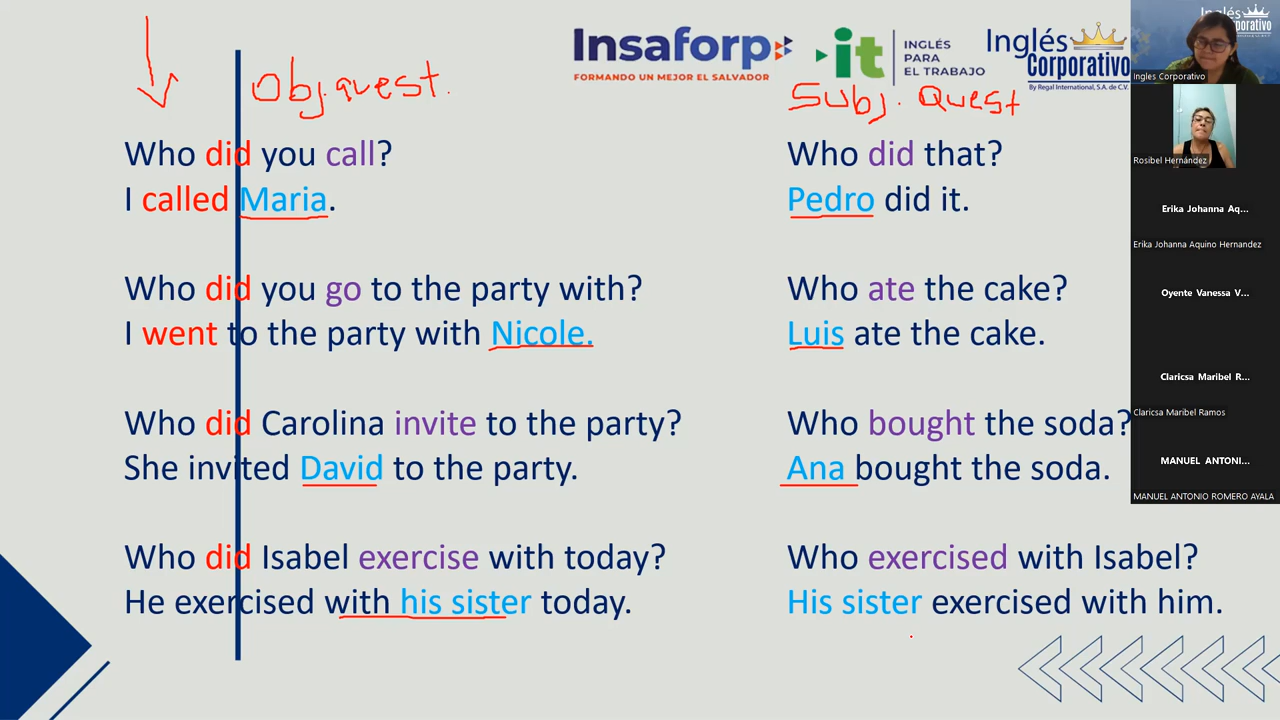 Obj. quest.
Subj. Quest
Insaforp
FORMANDO UN MEJOR EL SALVADOR
it
INGLÉS
PARA
EL TRABAJO
Inglés
Corporativo
By Regal International, S.A. de C.V.
Who did you call?
I called Maria.
Who did you go to the party with?
I went to the party with Nicole.
Who did Carolina invite to the party?
She invited David to the party.
Who did Isabel exercise with today?
He exercised with his sister today.
Who did that?
Pedro did it.
Who ate the cake?
Luis ate the cake.
Who bought the soda?
Ana bought the soda.
Who exercised with Isabel?
His sister exercised with him.
Ingles Corporativo
Rosibel Hernández
Erika Johanna Aq...
Erika Johanna Aquino Hernandez
Oyente Vanessa V...
Claricsa Maribel R...
Claricsa Maribel Ramos
MANUEL ANTONI...
MANUEL ANTONIO ROMERO AYALA